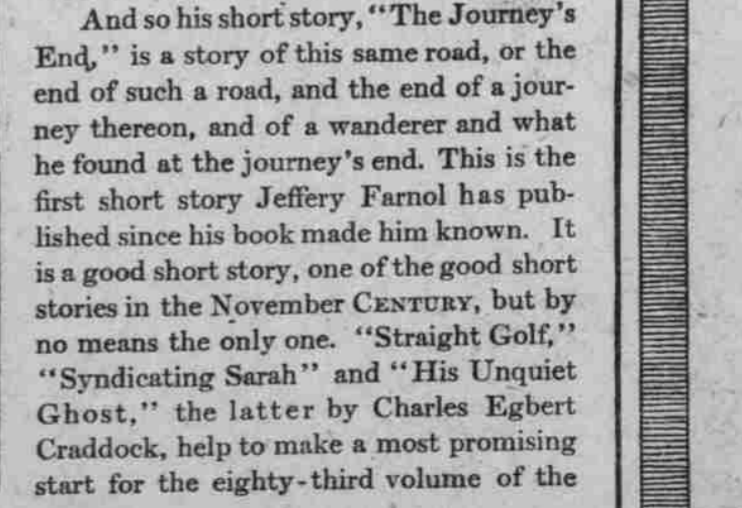 And so his short story, "The Journey's
End," is a story of this same road, or the
end of such a road, and the end of a jour-
ney thereon, and of a wanderer and what
he found at the journey's end. This is the
first short story Jeffery Farnol has pub-
lished since his book made him known. It
is a good short story, one of the good short
stories in the November CENTURY, but by
no means the only one. "Straight Golf,"
"Syndicating Sarah" and "His Unquiet
Ghost," the latter by Charles Egbert
Craddock, help to make a most promising
start for the eighty-third volume of the